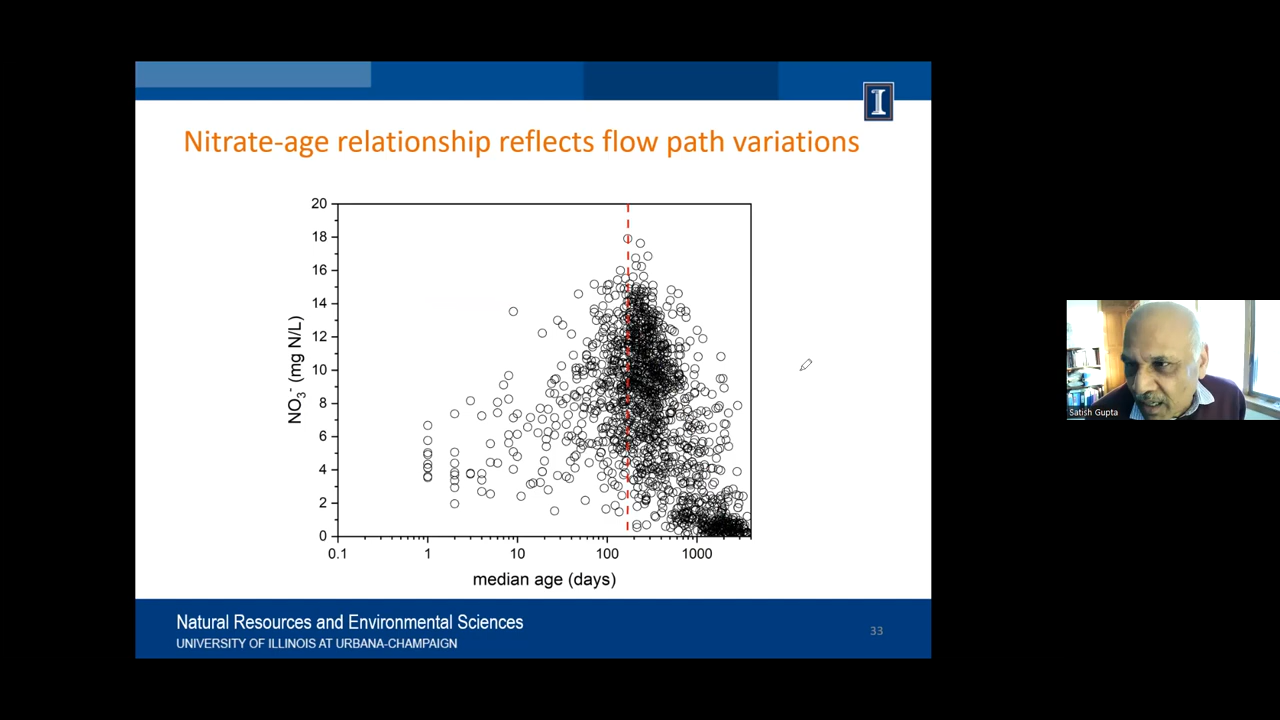 Nitrate-age relationship reflects flow path variations
20
18
16
14
12
10
8
6
4
2
0
NO₃⁻ (mg N/L)
0.1 1 10 100 1000
median age (days)
Natural Resources and Environmental Sciences
UNIVERSITY OF ILLINOIS AT URBANA-CHAMPAIGN
33
I
Satish Gupta